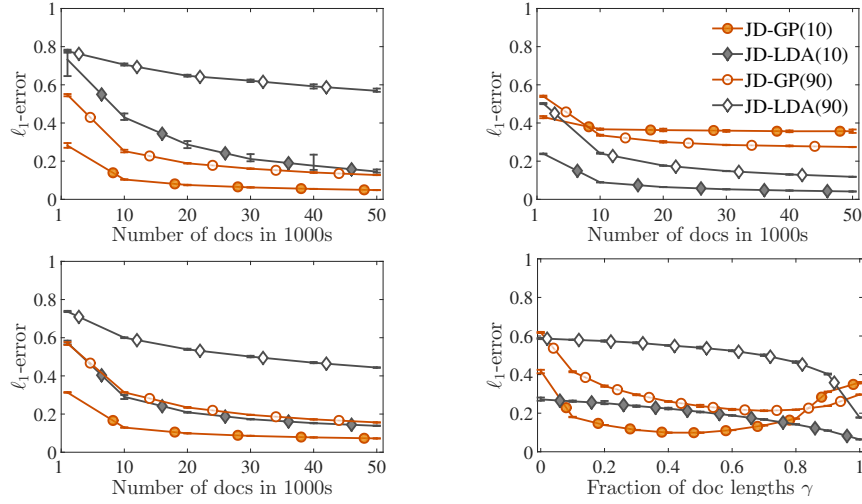 1
0.8
0.6
0.4
0.2
0
ℓ₁-error
1 10 20 30 40 50
Number of docs in 1000s
1
0.8
0.6
0.4
0.2
0
ℓ₁-error
JD-GP(10)
JD-LDA(10)
JD-GP(90)
JD-LDA(90)
1 10 20 30 40 50
Number of docs in 1000s
1
0.8
0.6
0.4
0.2
0
ℓ₁-error
1 10 20 30 40 50
Number of docs in 1000s
1
0.8
0.6
0.4
0.2
0
ℓ₁-error
0 0.2 0.4 0.6 0.8 1
Fraction of doc lengths γ